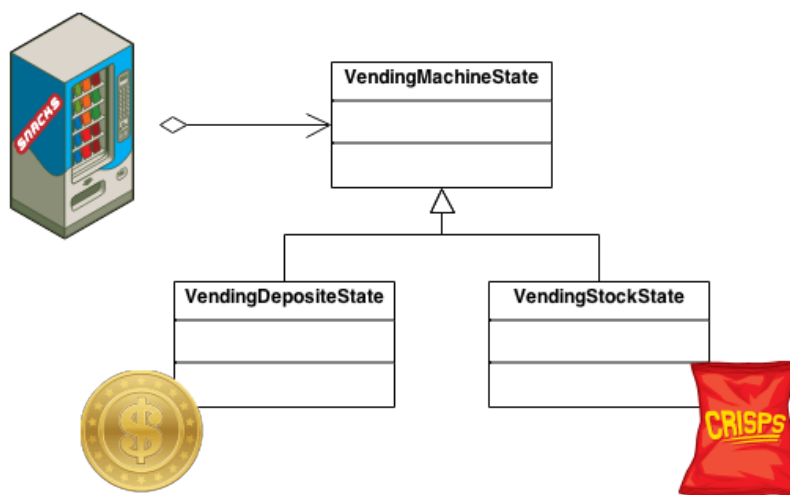 SNACKS
VendingMachineState
VendingDepositeState
VendingStockState
$
CRISPS